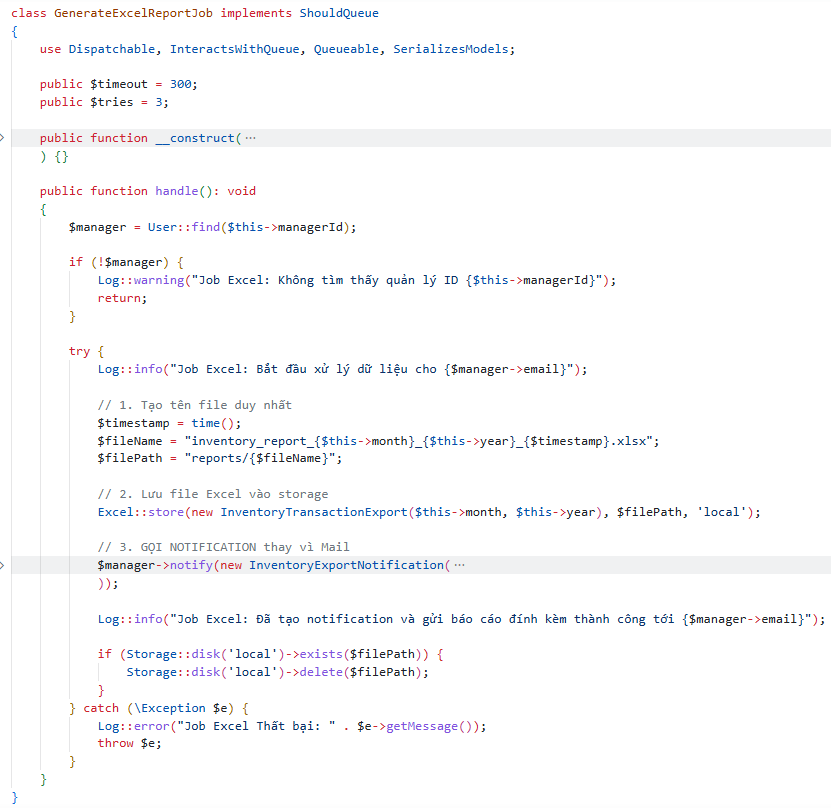 class GenerateExcelReportJob implements ShouldQueue
{
    use Dispatchable, InteractsWithQueue, Queueable, SerializesModels;

    public $timeout = 300;
    public $tries = 3;

    public function __construct( ⋯
    ) {}

    public function handle(): void
    {
        $manager = User::find($this->managerId);

        if (!$manager) {
            Log::warning("Job Excel: Không tìm thấy quản lý ID {$this->managerId}");
            return;
        }

        try {
            Log::info("Job Excel: Bắt đầu xử lý dữ liệu cho {$manager->email}");

            // 1. Tạo tên file duy nhất
            $timestamp = time();
            $fileName = "inventory_report_{$this->month}_{$this->year}_{$timestamp}.xlsx";
            $filePath = "reports/{$fileName}";

            // 2. Lưu file Excel vào storage
            Excel::store(new InventoryTransactionExport($this->month, $this->year), $filePath, 'local');

            // 3. GỌI NOTIFICATION thay vì Mail
            $manager->notify(new InventoryExportNotification( ⋯
            ));

            Log::info("Job Excel: Đã tạo notification và gửi báo cáo đính kèm thành công tới {$manager->email}");

            if (Storage::disk('local')->exists($filePath)) {
                Storage::disk('local')->delete($filePath);
            }
        } catch (\Exception $e) {
            Log::error("Job Excel Thất bại: " . $e->getMessage());
            throw $e;
        }
    }
}